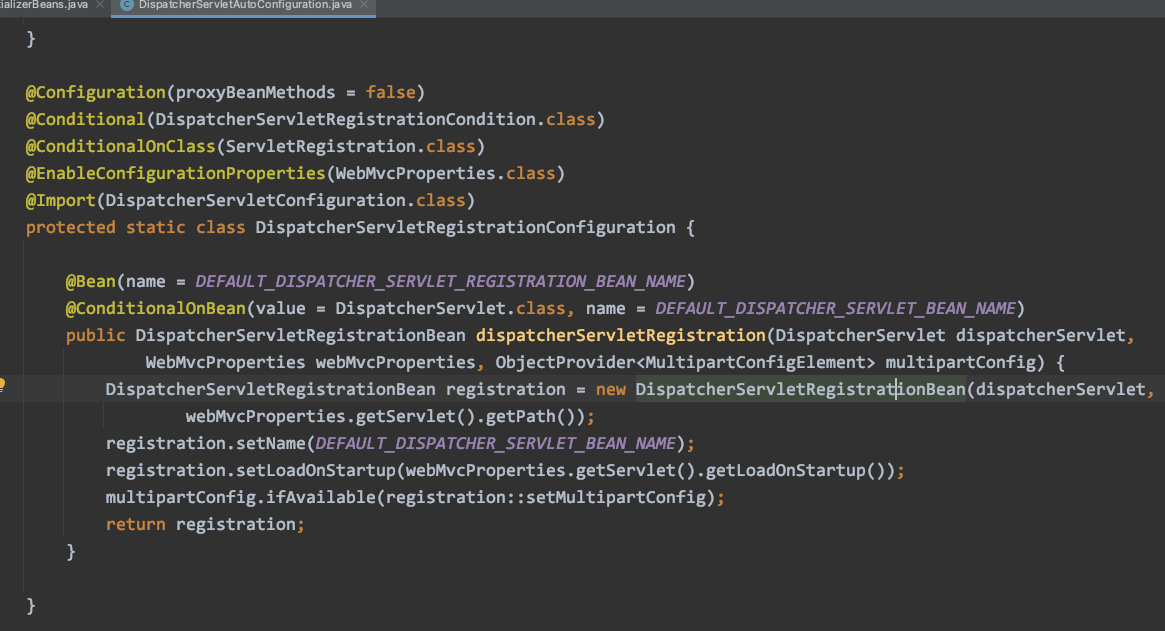 ializerBeans.java × C DispatcherServletAutoConfiguration.java ×
}
@Configuration(proxyBeanMethods = false)
@Conditional(DispatcherServletRegistrationCondition.class)
@ConditionalOnClass(ServletRegistration.class)
@EnableConfigurationProperties(WebMvcProperties.class)
@Import(DispatcherServletConfiguration.class)
protected static class DispatcherServletRegistrationConfiguration {
@Bean(name = DEFAULT_DISPATCHER_SERVLET_REGISTRATION_BEAN_NAME)
@ConditionalOnBean(value = DispatcherServlet.class, name = DEFAULT_DISPATCHER_SERVLET_BEAN_NAME)
public DispatcherServletRegistrationBean dispatcherServletRegistration(DispatcherServlet dispatcherServlet,
WebMvcProperties webMvcProperties, ObjectProvider<MultipartConfigElement> multipartConfig) {
DispatcherServletRegistrationBean registration = new DispatcherServletRegistrationBean(dispatcherServlet,
webMvcProperties.getServlet().getPath());
registration.setName(DEFAULT_DISPATCHER_SERVLET_BEAN_NAME);
registration.setLoadOnStartup(webMvcProperties.getServlet().getLoadOnStartup());
multipartConfig.ifAvailable(registration::setMultipartConfig);
return registration;
}
}